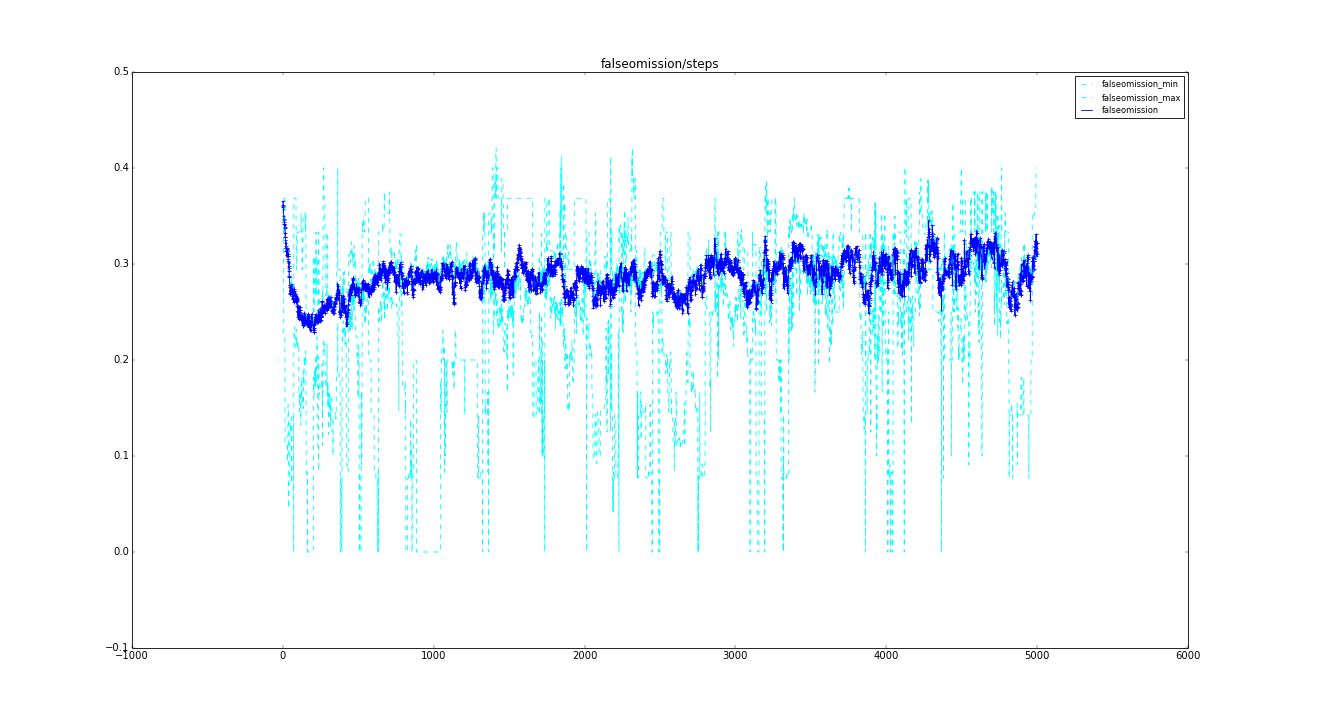 falseomission/steps
0.5
0.4
0.3
0.2
0.1
0.0
−0.1
−1000 0 1000 2000 3000 4000 5000 6000
falseomission_min
falseomission_max
falseomission